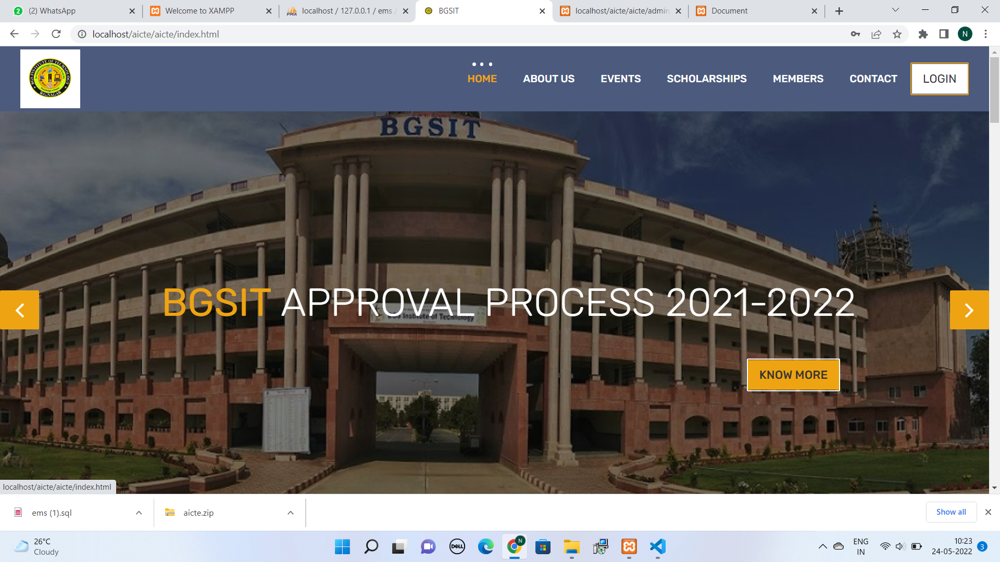 (2) WhatsApp
Welcome to XAMPP
localhost / 127.0.0.1 / ems /
BGSIT
localhost/aicte/aicte/admin
Document
localhost/aicte/aicte/index.html
N
BGS INSTITUTE OF TECHNOLOGY
B.G.NAGAR
HOME
ABOUT US
EVENTS
SCHOLARSHIPS
MEMBERS
CONTACT
LOGIN
BGSIT
BGSIT APPROVAL PROCESS 2021-2022
Institute of Technology
KNOW MORE
localhost/aicte/aicte/index.html
ems (1).sql
aicte.zip
Show all
26°C
Cloudy
DELL
N
ENG
IN
10:23
24-05-2022
3